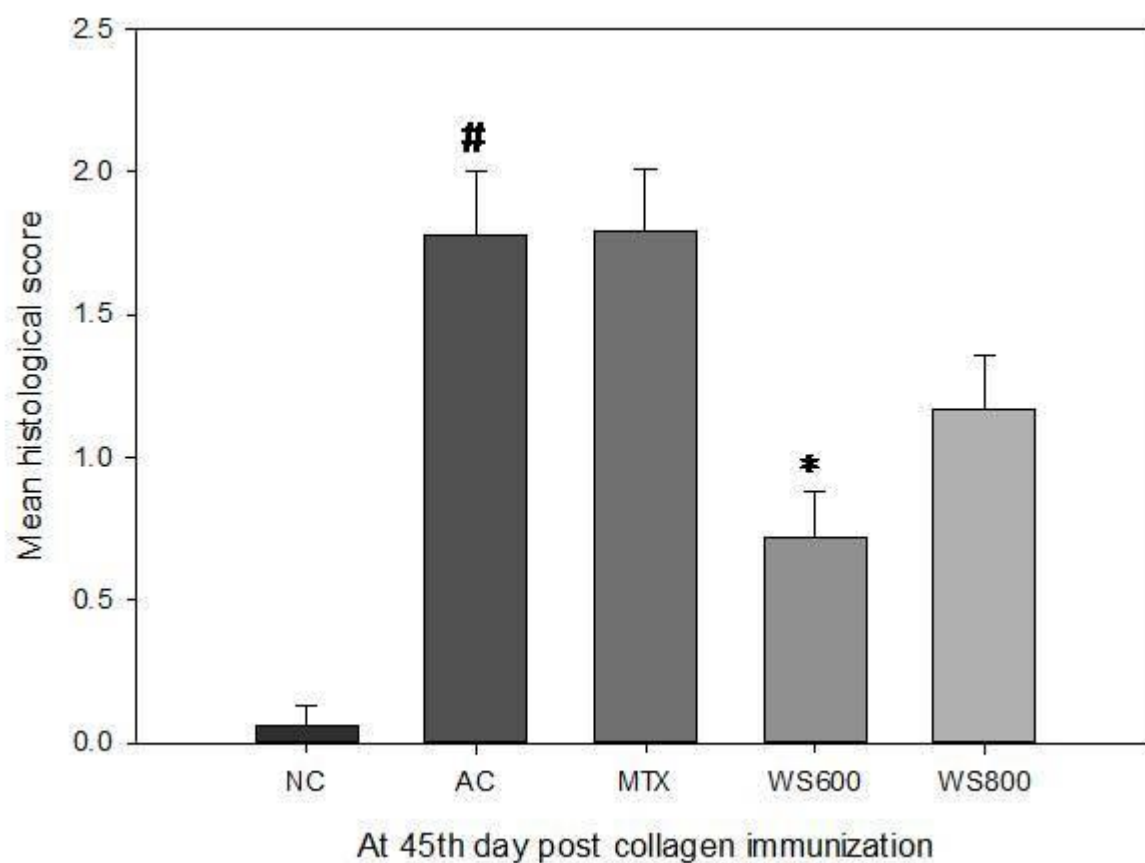 Mean histological score
2.5
2.0
1.5
1.0
0.5
0.0
#
*
NC AC MTX WS600 WS800
At 45th day post collagen immunization